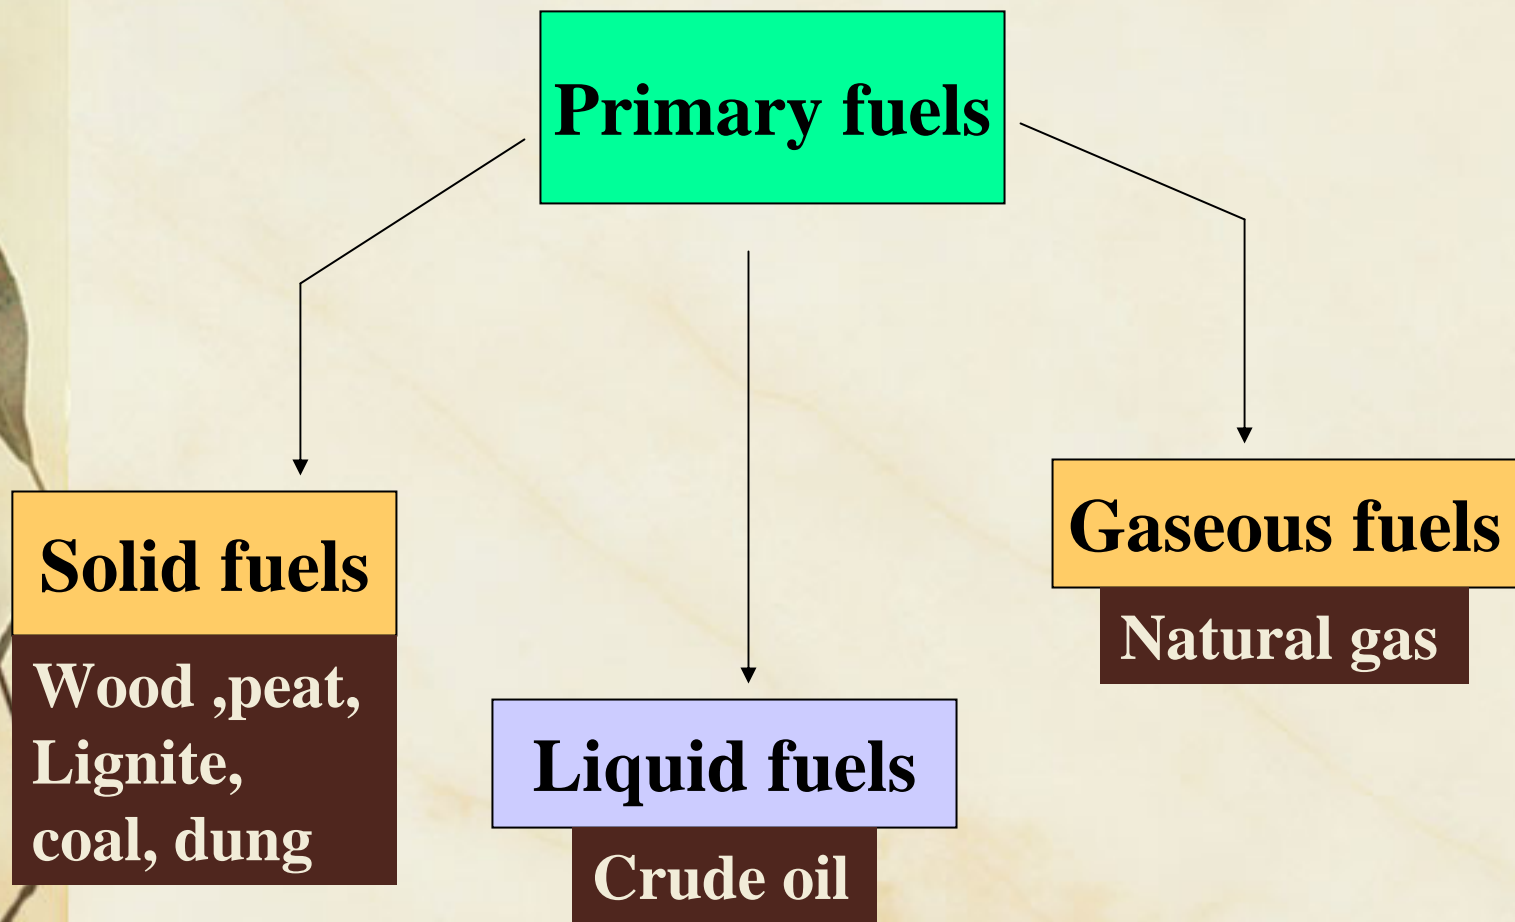 Primary fuels
Solid fuels
Wood ,peat,
Lignite,
coal, dung
Liquid fuels
Crude oil
Gaseous fuels
Natural gas